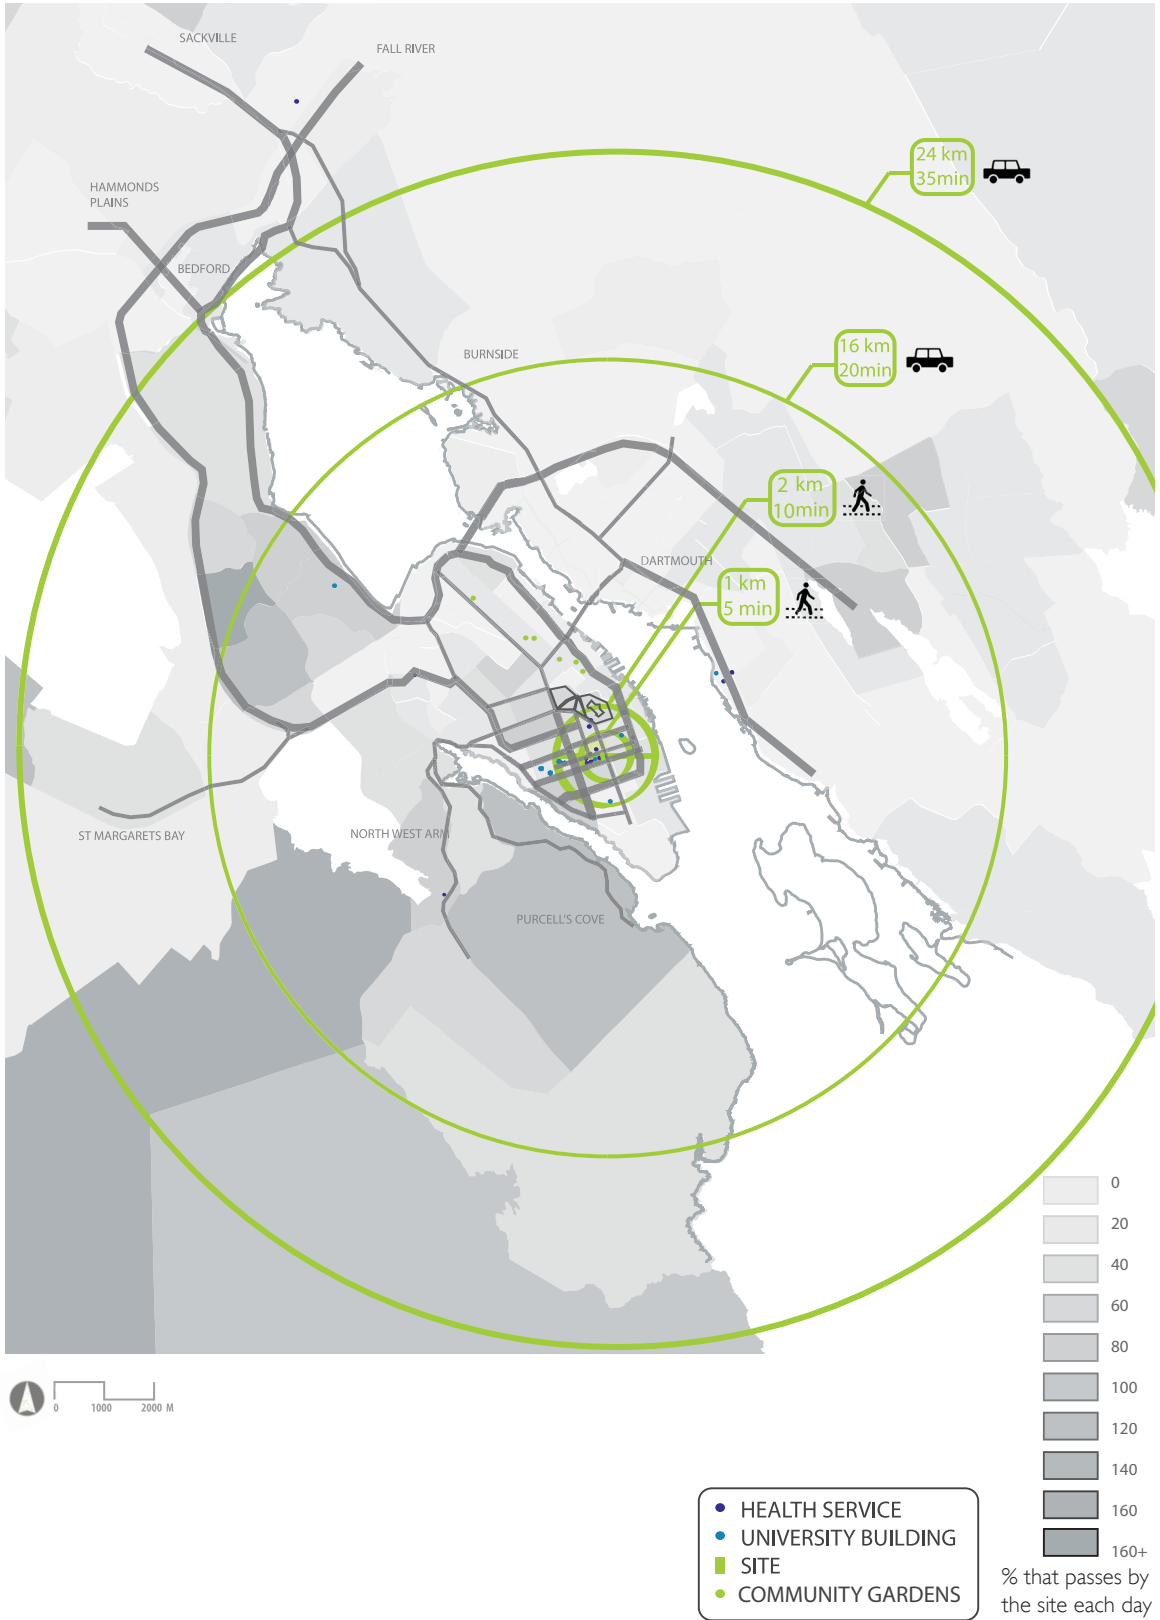 SACKVILLE
FALL RIVER
24 km
35min
HAMMONDS
PLAINS
BEDFORD
16 km
20min
BURNSIDE
2 km
10min
DARTMOUTH
1 km
5 min
ST MARGARETS BAY
NORTH WEST ARM
PURCELL'S COVE
0
20
40
60
80
100
120
140
160
160+
% that passes by
the site each day
0 1000 2000 M
HEALTH SERVICE
UNIVERSITY BUILDING
SITE
COMMUNITY GARDENS